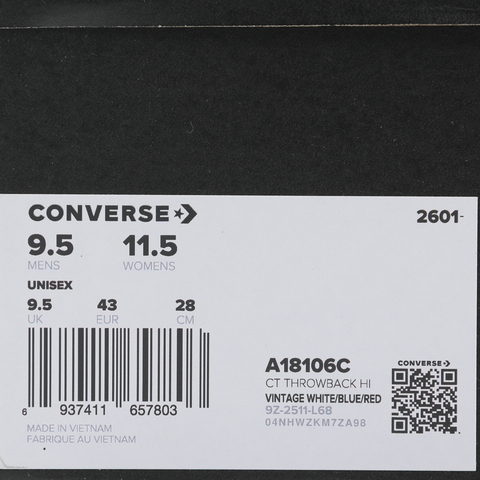 CONVERSE
2601-
9.5 11.5
MENS WOMENS
UNISEX
9.5 43 28
UK EUR CM
6 937411 657803
MADE IN VIETNAM
FABRIQUE AU VIETNAM
A18106C
CT THROWBACK HI
VINTAGE WHITE/BLUE/RED
9Z-2511-L68
04NHWZKM7ZA98
CONVERSE